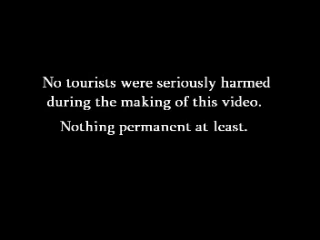 No tourists were seriously harmed
during the making of this video.
Nothing permanent at least.